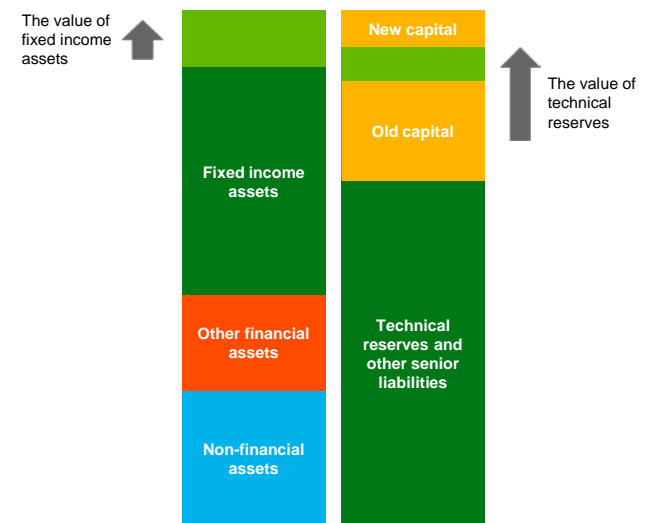 The value of
fixed income
assets
New capital
The value of
technical
reserves
Old capital
Fixed income
assets
Other financial
assets
Technical
reserves and
other senior
liabilities
Non-financial
assets